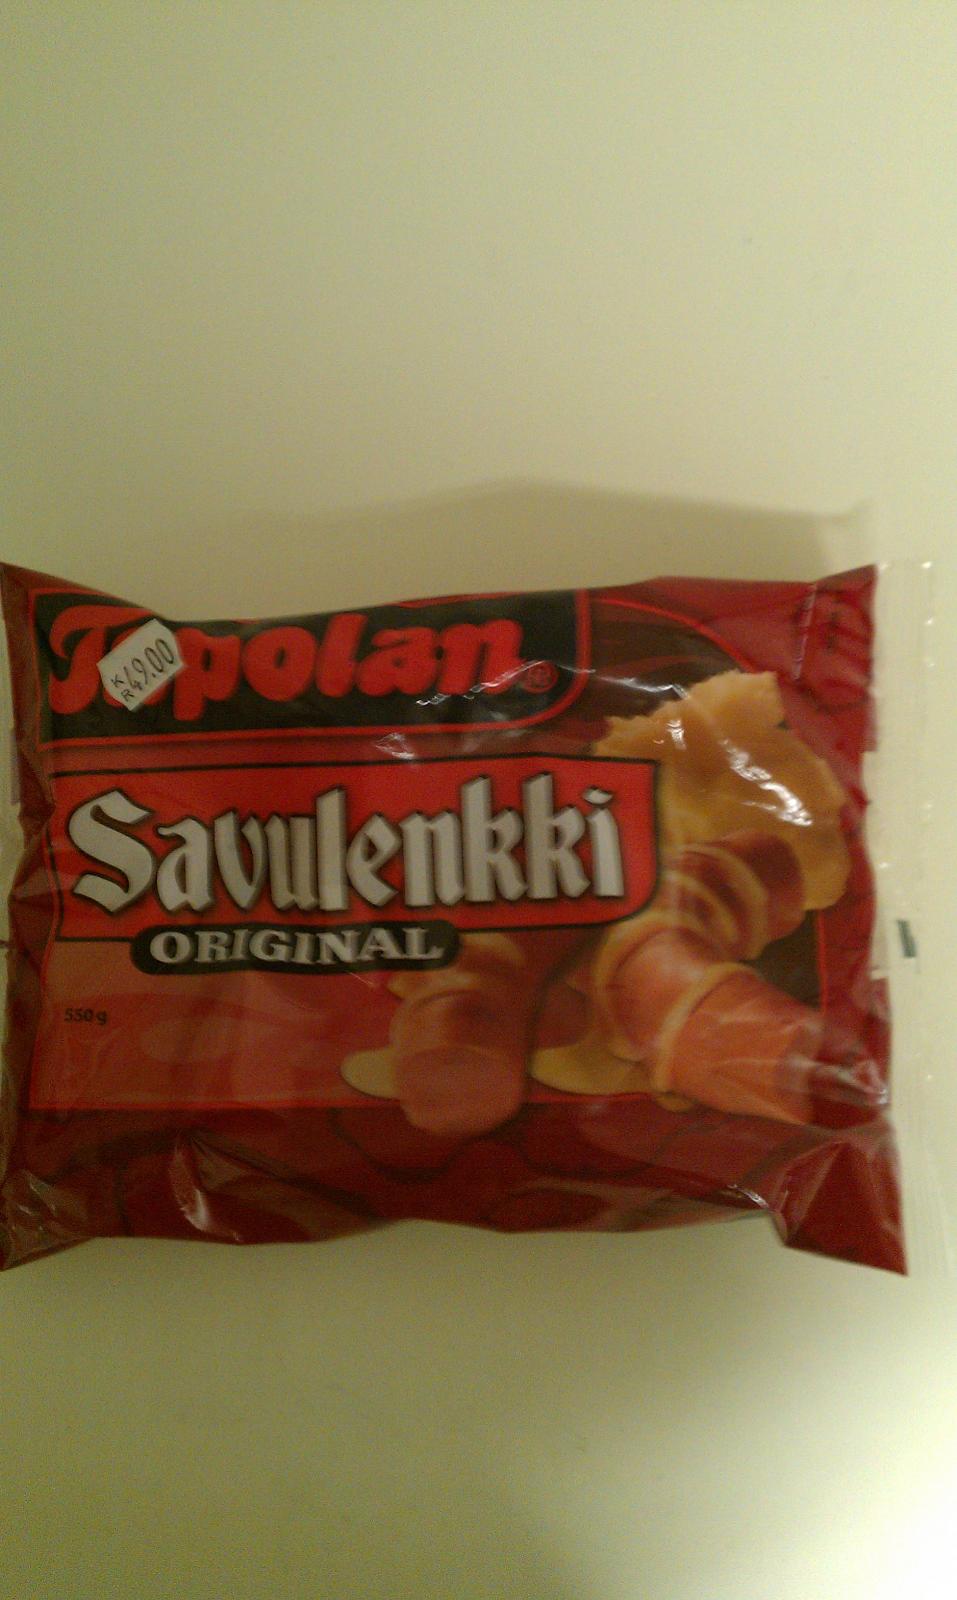 Topolan®
KR 49.00
Savulenkki
ORIGINAL
550 g